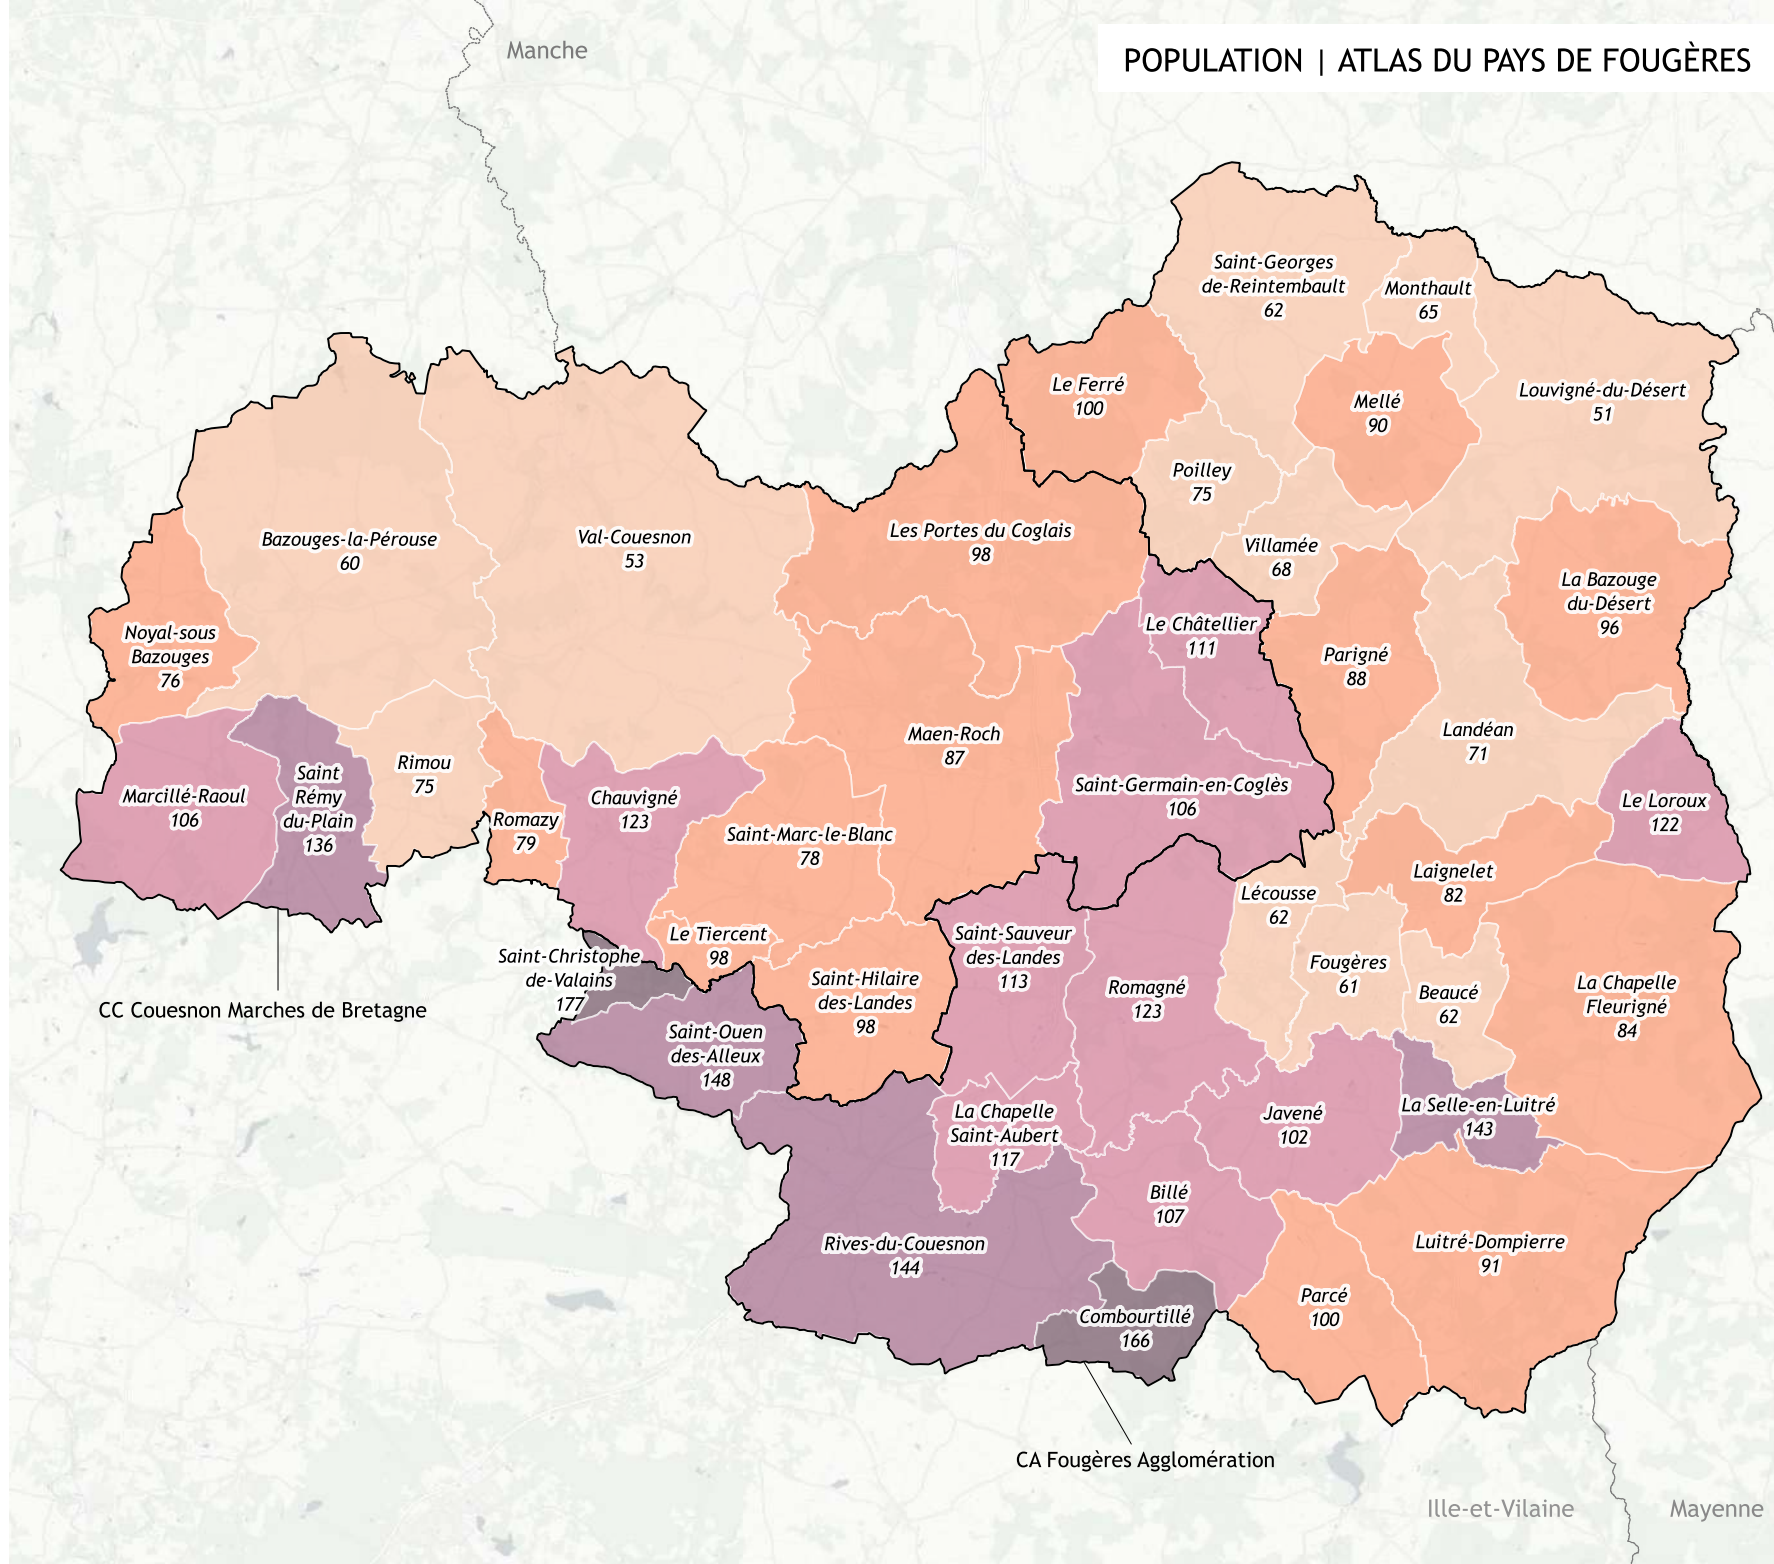 Manche
POPULATION | ATLAS DU PAYS DE FOUGÈRES
Saint-Georges
de-Reintembault
62
Monthault
65
Le Ferré
100
Mellé
90
Louvigné-du-Désert
51
Poilley
75
Bazouges-la-Pérouse
60
Val-Couesnon
53
Les Portes du Coglais
98
Villamée
68
La Bazouge
du-Désert
96
Noyal-sous
Bazouges
76
Le Châtellier
111
Parigné
88
Maen-Roch
87
Landéan
71
Marcillé-Raoul
106
Saint
Rémy
du-Plain
136
Rimou
75
Romazy
79
Chauvigné
123
Saint-Marc-le-Blanc
78
Saint-Germain-en-Coglès
106
Le Loroux
122
Laignelet
82
Lécousse
62
Le Tiercent
98
Saint-Christophe
de-Valains
177
Saint-Hilaire
des-Landes
98
Saint-Sauveur
des-Landes
113
Romagné
123
Fougères
61
Beaucé
62
La Chapelle
Fleurigné
84
CC Couesnon Marches de Bretagne
Saint-Ouen
des-Alleux
148
La Chapelle
Saint-Aubert
117
Javené
102
La Selle-en-Luitré
143
Billé
107
Rives-du-Couesnon
144
Luitré-Dompierre
91
Parcé
100
Combourtillé
166
CA Fougères Agglomération
Ille-et-Vilaine
Mayenne